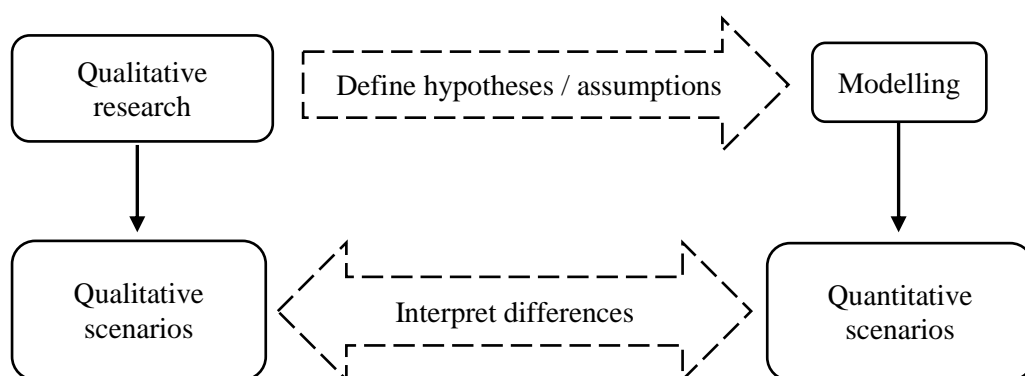 Qualitative
research
Define hypotheses / assumptions
Modelling
Qualitative
scenarios
Interpret differences
Quantitative
scenarios